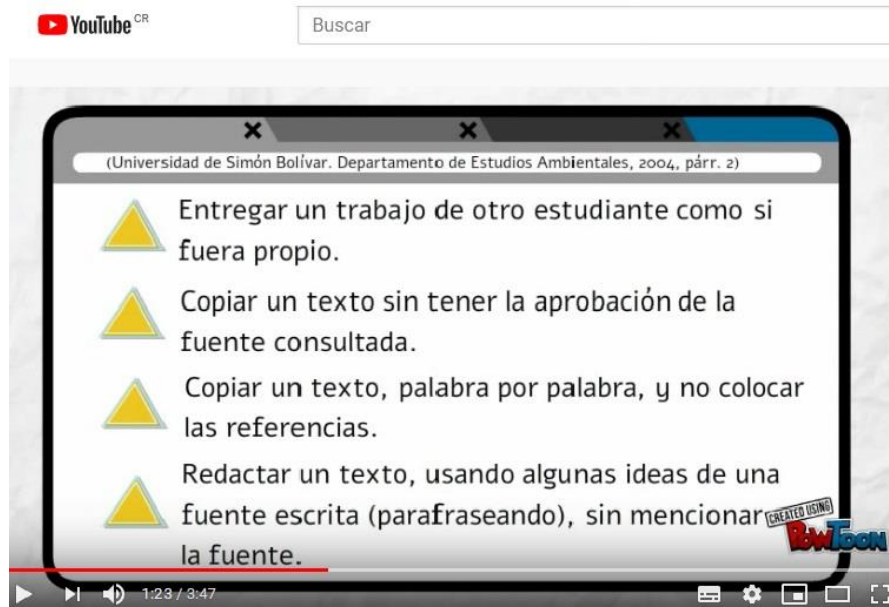 YouTube CR
Buscar
(Universidad de Simón Bolívar. Departamento de Estudios Ambientales, 2004, párr. 2)
Entregar un trabajo de otro estudiante como si
fuera propio.
Copiar un texto sin tener la aprobación de la
fuente consultada.
Copiar un texto, palabra por palabra, y no colocar
las referencias.
Redactar un texto, usando algunas ideas de una
fuente escrita (parafraseando), sin mencionar
la fuente.
CREATED USING
PowToon
1:23 / 3:47